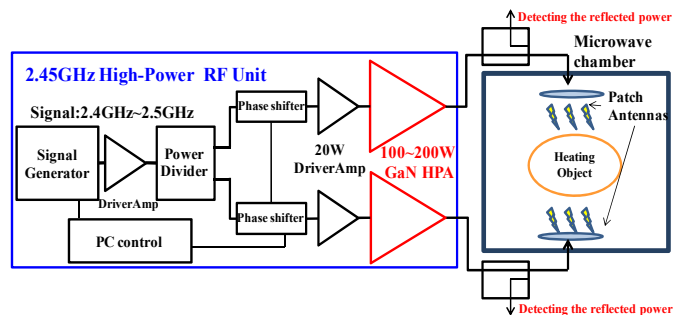 Detecting the reflected power
Microwave
chamber
2.45GHz High-Power RF Unit
Phase shifter
Patch
Antennas
Signal:2.4GHz~2.5GHz
Signal
Generator
Power
Divider
20W
DriverAmp
100~200W
GaN HPA
Heating
Object
DriverAmp
Phase shifter
PC control
Detecting the reflected power